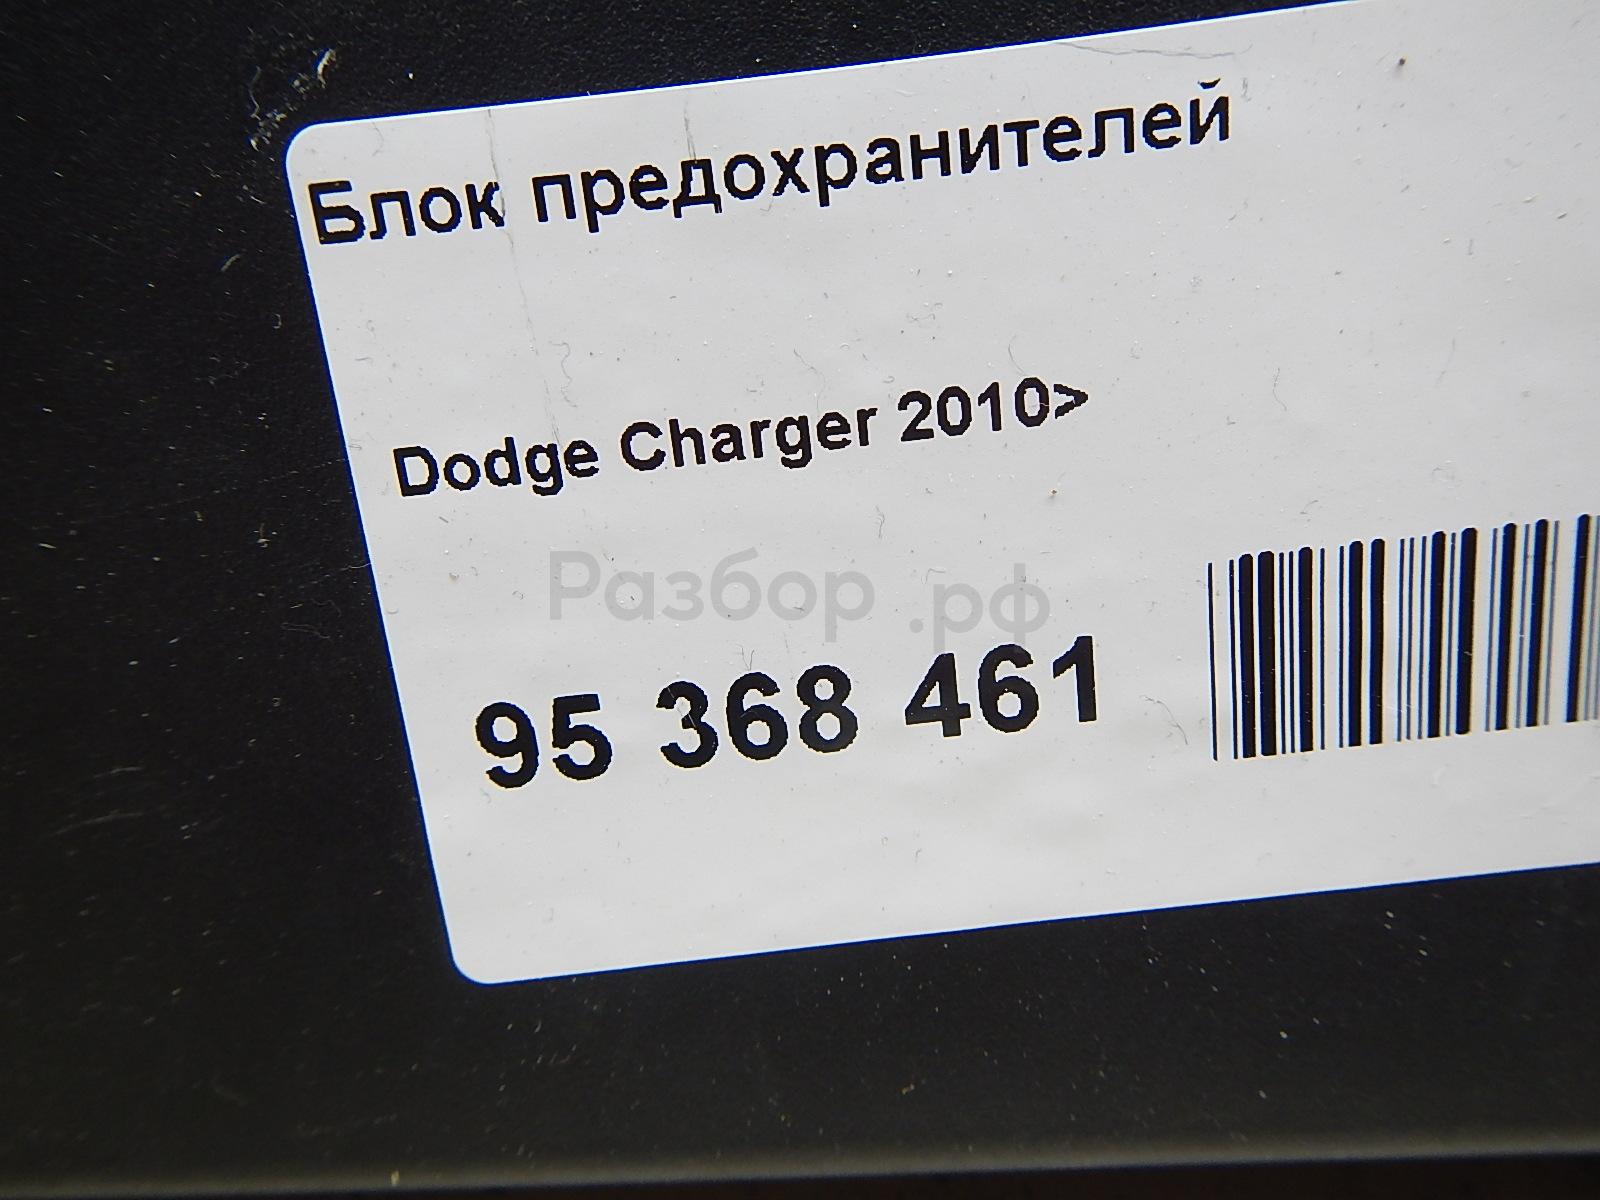 Блок предохранителей
Dodge Charger 2010>
Разбор.рф
95 368 461